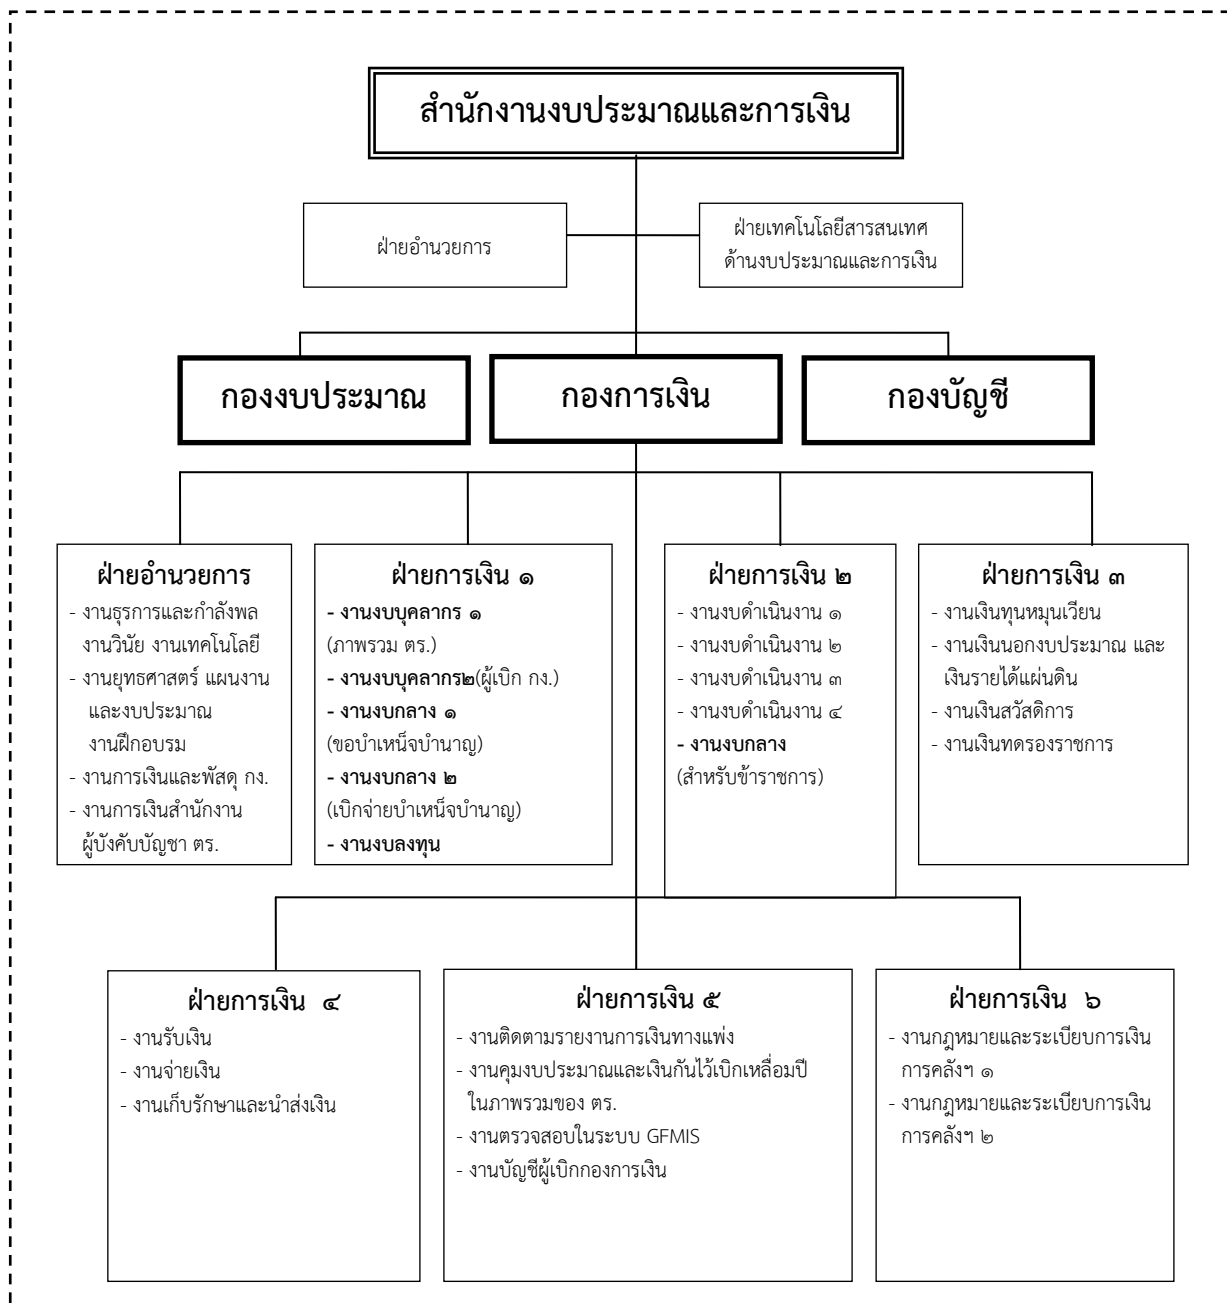 สำนักงานงบประมาณและการเงิน
ฝ่ายอำนวยการ
ฝ่ายเทคโนโลยีสารสนเทศ
ด้านงบประมาณและการเงิน
กองงบประมาณ
กองการเงิน
กองบัญชี
ฝ่ายอำนวยการ
- งานธุรการและกำลังพล
งานวินัย งานเทคโนโลยี
- งานยุทธศาสตร์ แผนงาน
และงบประมาณ
งานฝึกอบรม
- งานการเงินและพัสดุ กง.
- งานการเงินสำนักงาน
ผู้บังคับบัญชา ตร.
ฝ่ายการเงิน ๑
- งานงบบุคลากร ๑
(ภาพรวม ตร.)
- งานงบบุคลากร๒(ผู้เบิก กง.)
- งานงบกลาง ๑
(ขอบำเหน็จบำนาญ)
- งานงบกลาง ๒
(เบิกจ่ายบำเหน็จบำนาญ)
- งานงบลงทุน
ฝ่ายการเงิน ๒
- งานงบดำเนินงาน ๑
- งานงบดำเนินงาน ๒
- งานงบดำเนินงาน ๓
- งานงบดำเนินงาน ๔
- งานงบกลาง
(สำหรับข้าราชการ)
ฝ่ายการเงิน ๓
- งานเงินทุนหมุนเวียน
- งานเงินนอกงบประมาณ และ
เงินรายได้แผ่นดิน
- งานเงินสวัสดิการ
- งานเงินทดรองราชการ
ฝ่ายการเงิน ๔
- งานรับเงิน
- งานจ่ายเงิน
- งานเก็บรักษาและนำส่งเงิน
ฝ่ายการเงิน ๕
- งานติดตามรายงานการเงินทางแพ่ง
- งานคุมงบประมาณและเงินกันไว้เบิกเหลื่อมปี
ในภาพรวมของ ตร.
- งานตรวจสอบในระบบ GFMIS
- งานบัญชีผู้เบิกกองการเงิน
ฝ่ายการเงิน ๖
- งานกฎหมายและระเบียบการเงิน
การคลังฯ ๑
- งานกฎหมายและระเบียบการเงิน
การคลังฯ ๒